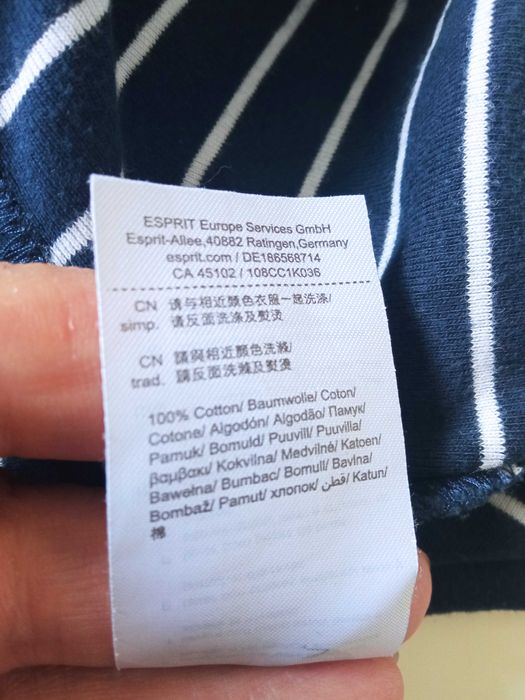 ESPRIT Europe Services GmbH
Esprit-Allee,40882 Ratingen,Germany
esprit.com / DE186568714
CA 45102 / 108CC1K036
CN 请与相近颜色衣服一起洗涤/
simp. 请反面洗涤及熨烫
CN 請與相近顏色洗滌/
trad. 請反面洗滌及熨燙
100% Cotton/ Baumwolle/ Coton/
Cotone/ Algodón/ Algodão/ Памук/
Pamuk/ Bomuld/ Puuvill/ Puuvilla/
βαμβακι/ Kokvilna/ Medvilné/ Katoen/
Bawełna/ Bumbac/ Bomull/ Bavlna/
Bombaž/ Pamut/ хлопок/ قطن/ Katun/
棉